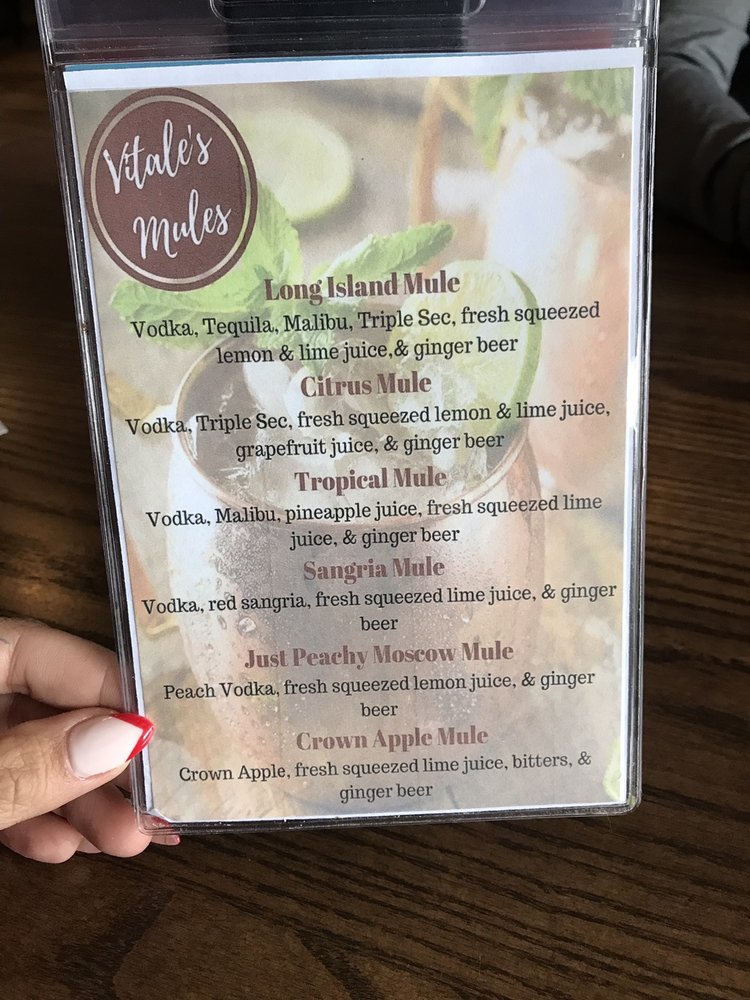 Vitale's
Mules
Long Island Mule
Vodka, Tequila, Malibu, Triple Sec, fresh squeezed
lemon & lime juice,& ginger beer
Citrus Mule
Vodka, Triple Sec, fresh squeezed lemon & lime juice,
grapefruit juice, & ginger beer
Tropical Mule
Vodka, Malibu, pineapple juice, fresh squeezed lime
juice, & ginger beer
Sangria Mule
Vodka, red sangria, fresh squeezed lime juice, & ginger
beer
Just Peachy Moscow Mule
Peach Vodka, fresh squeezed lemon juice, & ginger
beer
Crown Apple Mule
Crown Apple, fresh squeezed lime juice, bitters, &
ginger beer